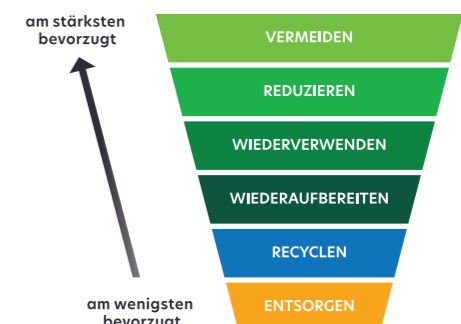 am stärksten
bevorzugt
VERMEIDEN
REDUZIEREN
WIEDERVERWENDEN
WIEDERAUFBEREITEN
RECYCLEN
ENTSORGEN
am wenigsten
bevorzugt